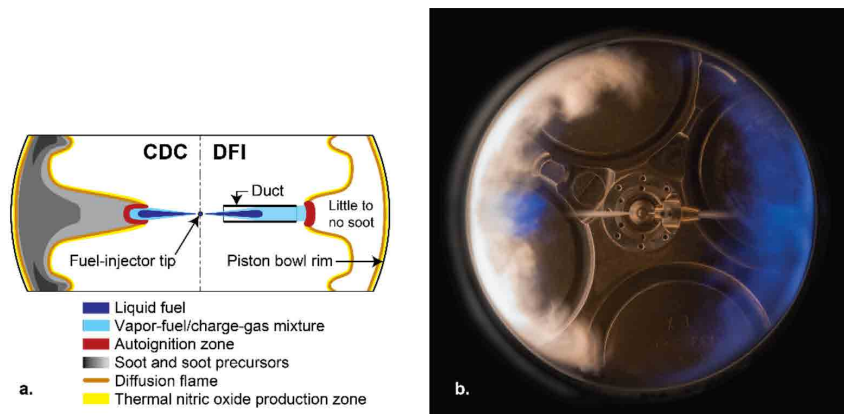 CDC DFI
Duct
Little to
no soot
Fuel-injector tip
Piston bowl rim
Liquid fuel
Vapor-fuel/charge-gas mixture
Autoignition zone
Soot and soot precursors
Diffusion flame
Thermal nitric oxide production zone
a.
b.